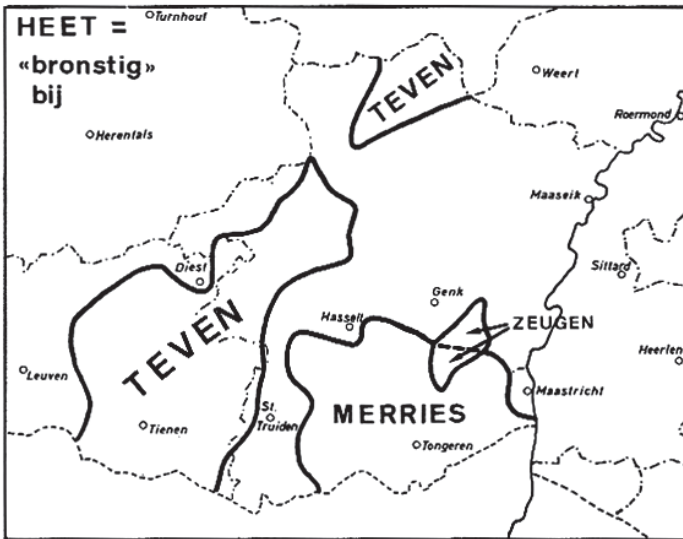 HEET =
«bronstig»
bij
Turnhout
TEVEN
Weert
Roermond
Herentals
Maaseik
Diest
Sittard
Genk
Hasselt
ZEUGEN
TEVEN
Heerlen
Leuven
Maastricht
MERRIES
St.
Truiden
Tienen
Tongeren